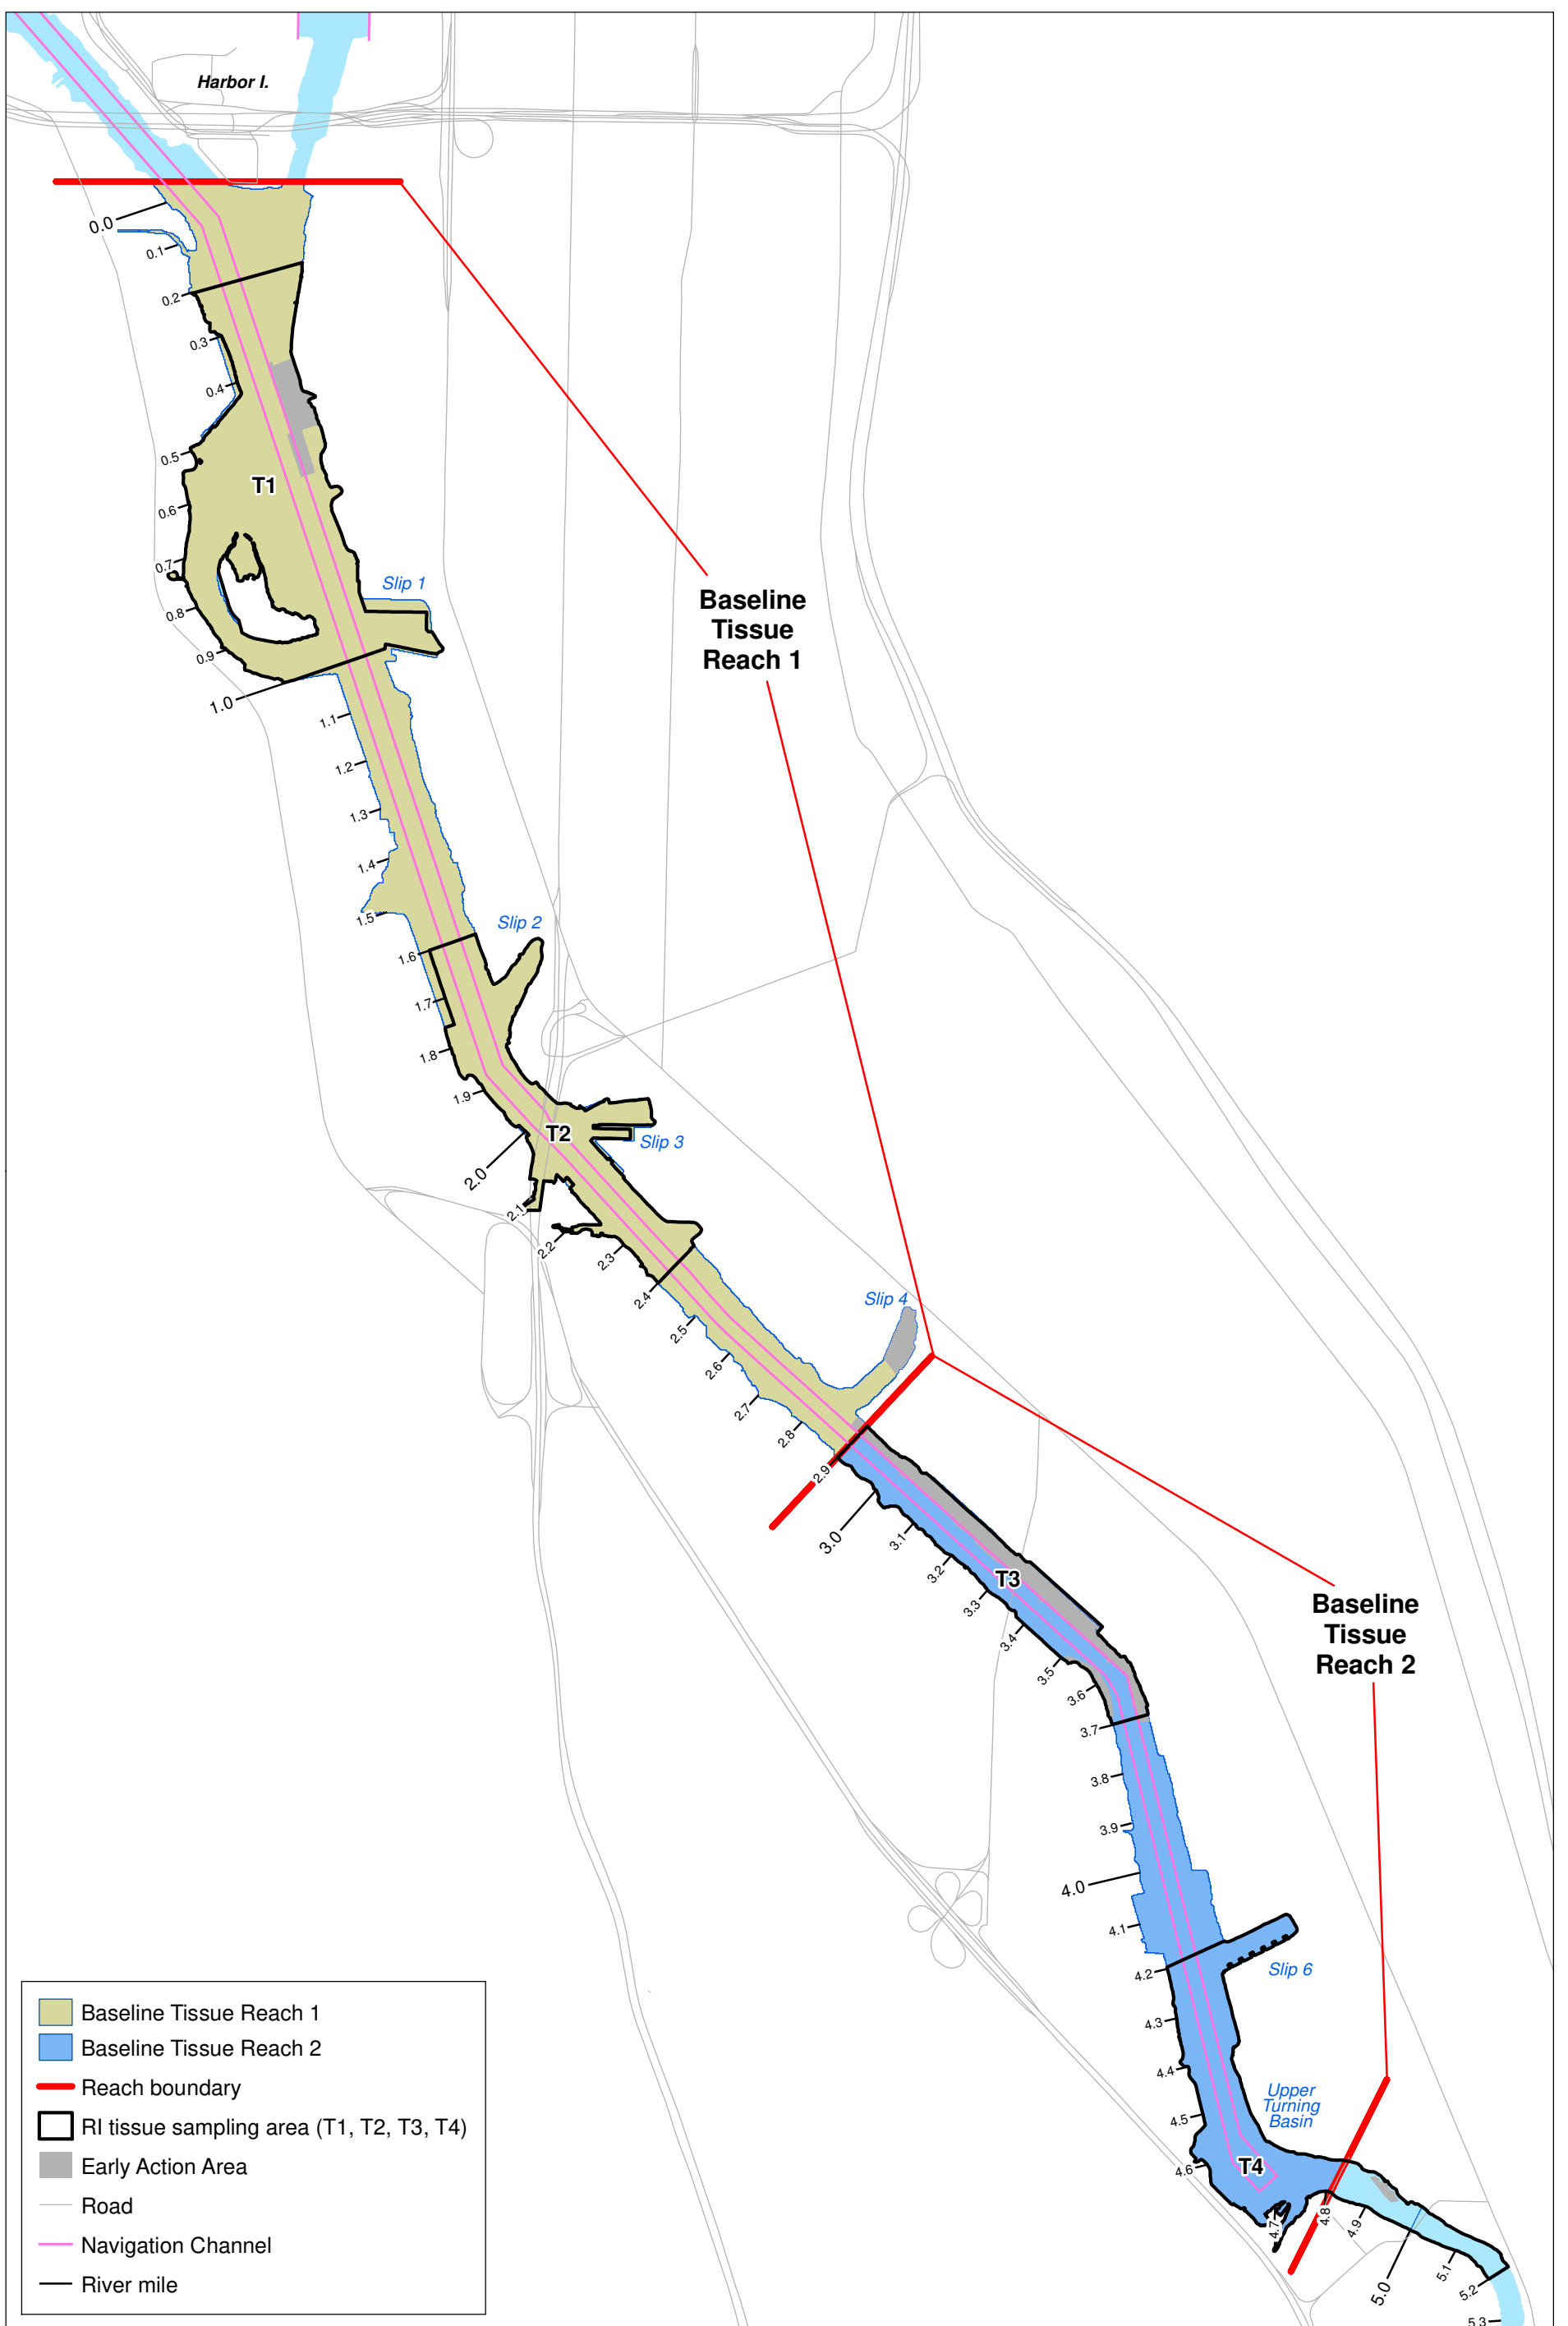 Harbor I.
0.0
0.1
0.2
0.3
0.4
0.5
T1
0.6
0.7
Slip 1
0.8
Baseline
Tissue
Reach 1
0.9
1.0
1.1
1.2
1.3
1.4
1.5
Slip 2
1.6
1.7
1.8
1.9
T2
Slip 3
2.0
2.1
2.2
2.3
2.4
Slip 4
2.5
2.6
2.7
2.8
2.9
3.0
3.1
3.2
T3
3.3
3.4
Baseline
Tissue
Reach 2
3.5
3.6
3.7
3.8
3.9
4.0
4.1
4.2
Slip 6
4.3
4.4
Upper
Turning
Basin
4.5
4.6
T4
4.7
4.8
4.9
5.0
5.1
5.2
5.3
Baseline Tissue Reach 1
Baseline Tissue Reach 2
Reach boundary
RI tissue sampling area (T1, T2, T3, T4)
Early Action Area
Road
Navigation Channel
River mile